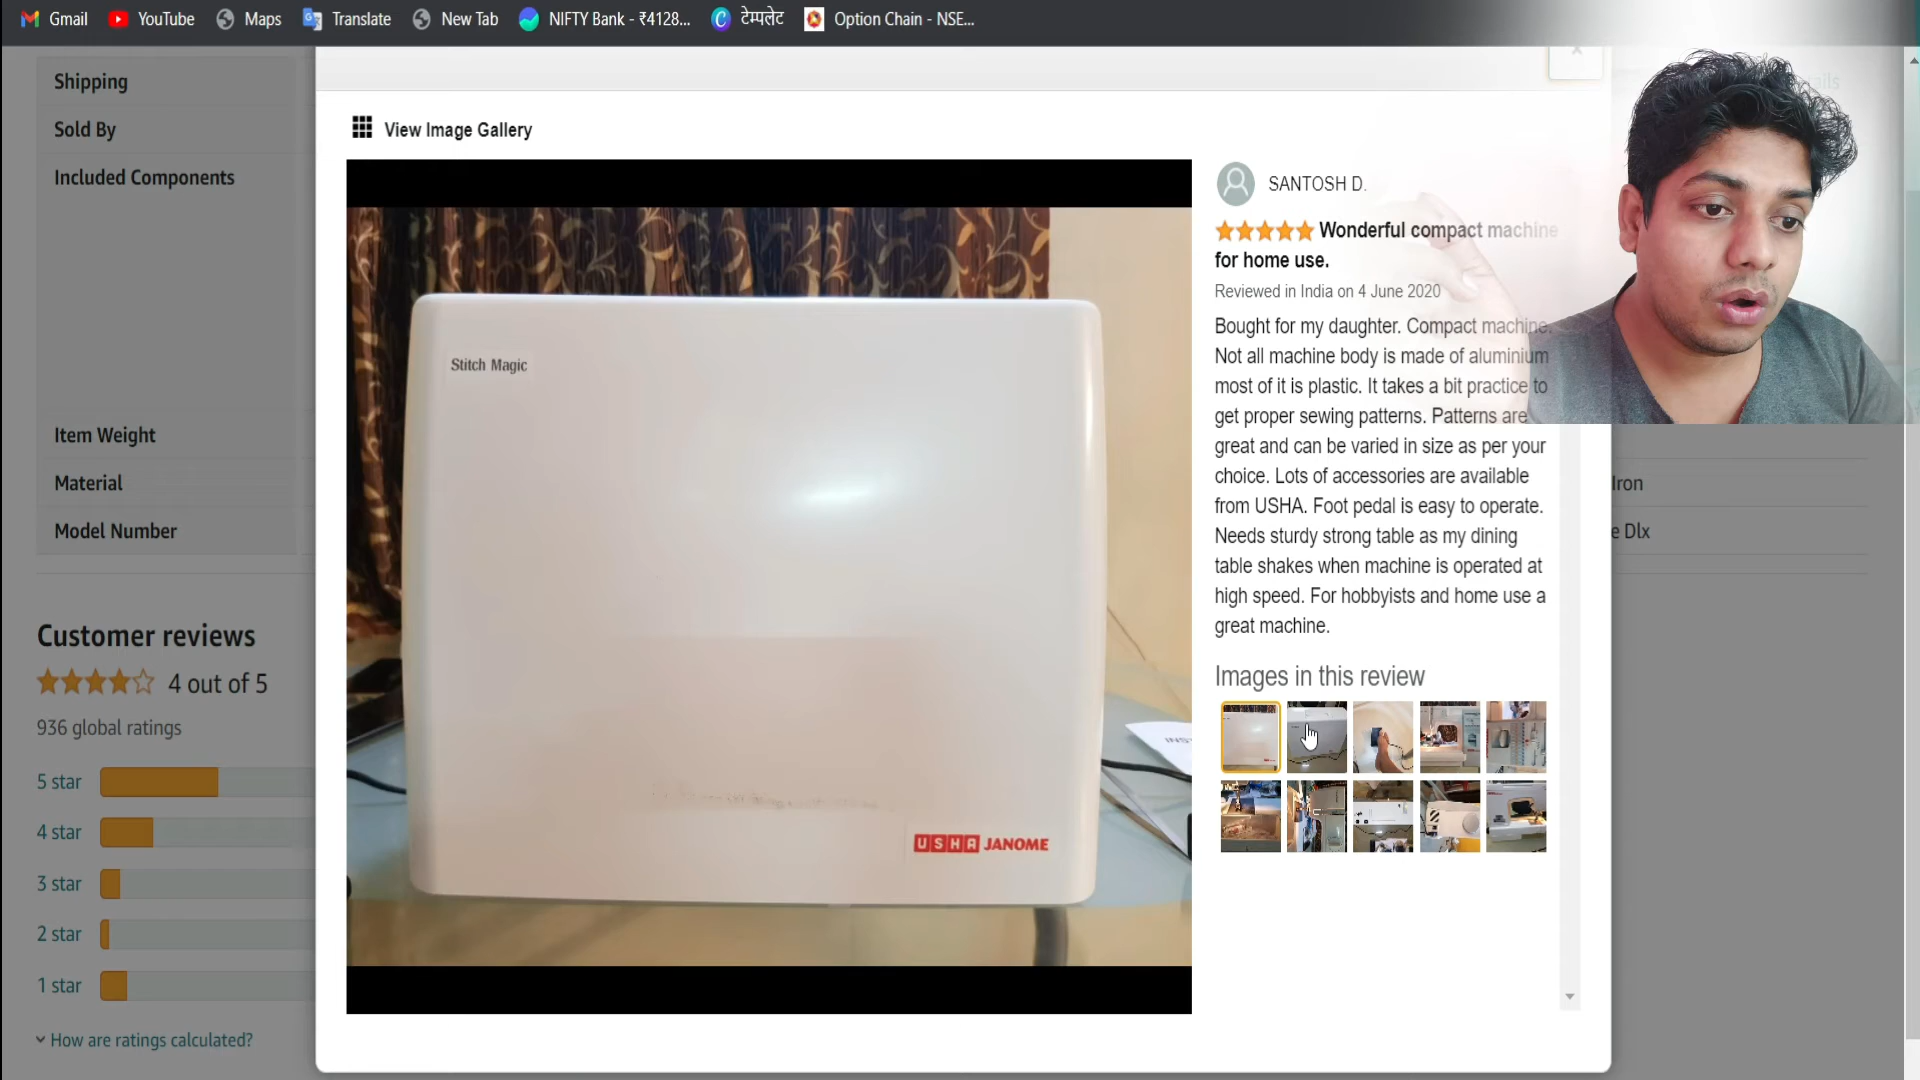 Gmail YouTube Maps Translate New Tab NIFTY Bank - ₹4128... टेम्पलेट Option Chain - NSE...
Shipping
Sold By
Included Components
Item Weight
Material
Model Number
Customer reviews
4 out of 5
936 global ratings
5 star
4 star
3 star
2 star
1 star
How are ratings calculated?
View Image Gallery
Stitch Magic
USHA JANOME
SANTOSH D.
Wonderful compact machine
for home use.
Reviewed in India on 4 June 2020
Bought for my daughter. Compact machine.
Not all machine body is made of aluminium
most of it is plastic. It takes a bit practice to
get proper sewing patterns. Patterns are
great and can be varied in size as per your
choice. Lots of accessories are available
from USHA. Foot pedal is easy to operate.
Needs sturdy strong table as my dining
table shakes when machine is operated at
high speed. For hobbyists and home use a
great machine.
Images in this review
Iron
e Dlx